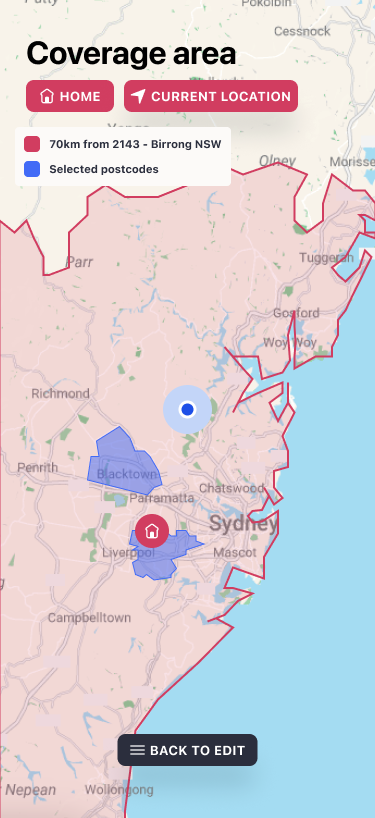 Pokolbin
Cessnock
Coverage area
HOME
CURRENT LOCATION
70km from 2143 - Birrong NSW
Selected postcodes
Olney
Morisse
Parr
Tuggerah
Gosford
Woy Woy
Richmond
Penrith
Blacktown
Parramatta
Chatswood
Sydney
Liverpool
Mascot
Campbelltown
BACK TO EDIT
Nepean
Wollongong